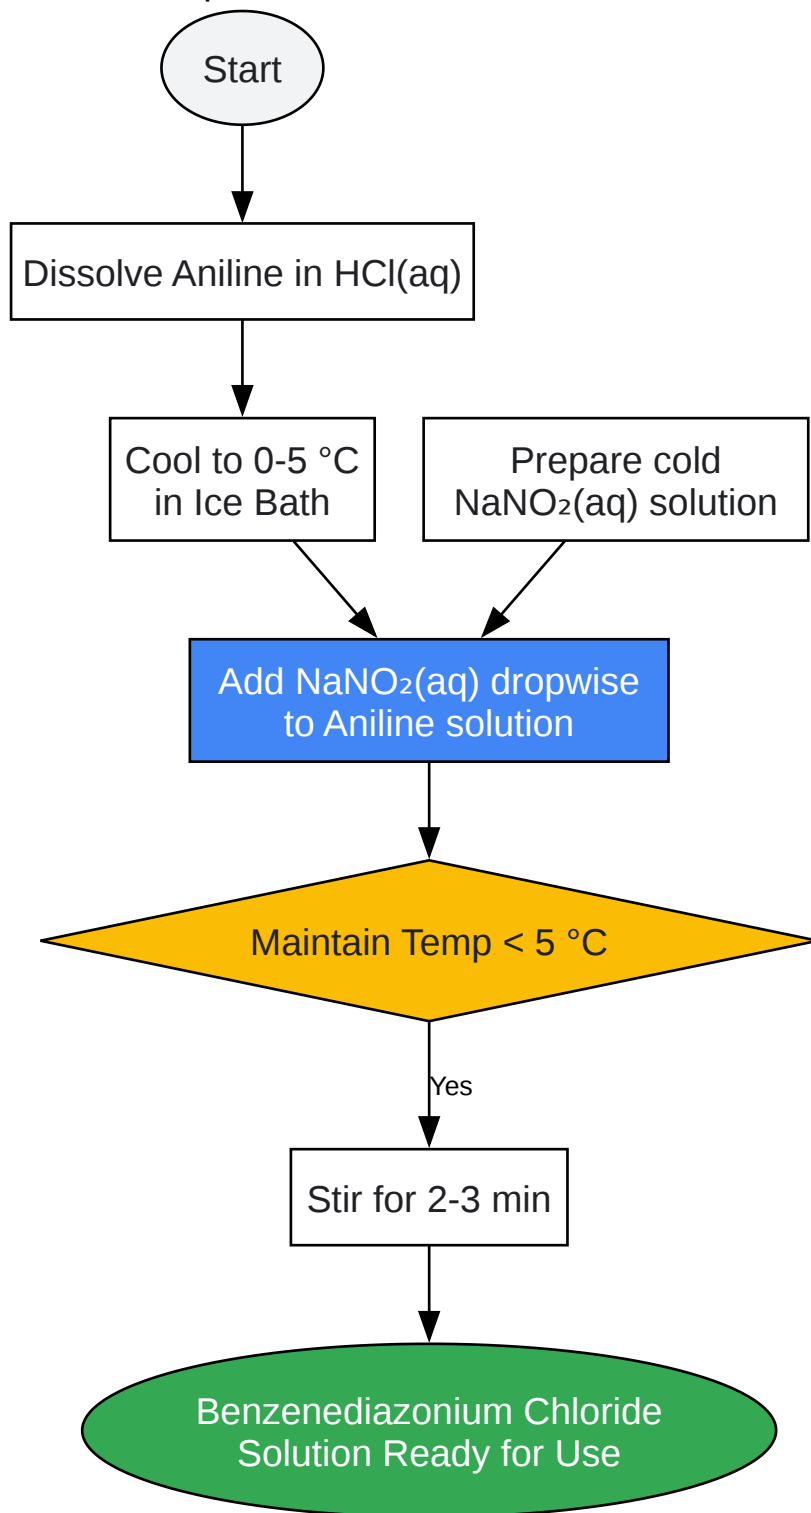 Start
Dissolve Aniline in HCl(aq)
Cool to 0-5 °C
in Ice Bath
Prepare cold
NaNO₂(aq) solution
Add NaNO₂(aq) dropwise
to Aniline solution
Maintain Temp < 5 °C
Yes
Stir for 2-3 min
Benzenediazonium Chloride
Solution Ready for Use